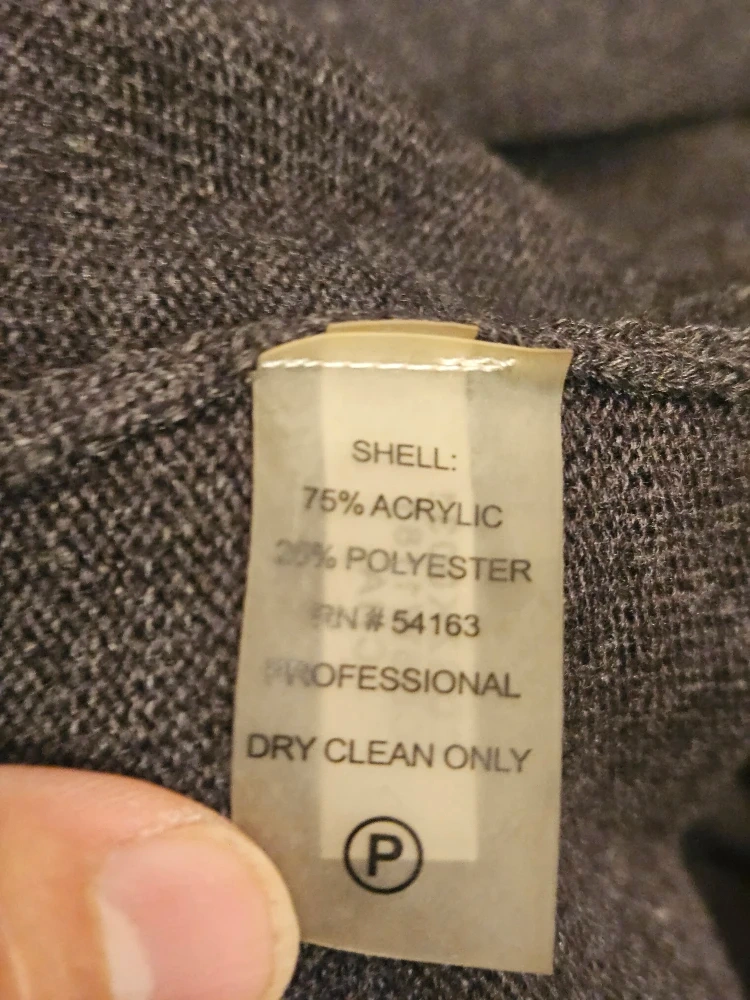 SHELL:
75% ACRYLIC
25% POLYESTER
RN # 54163
PROFESSIONAL
DRY CLEAN ONLY
P